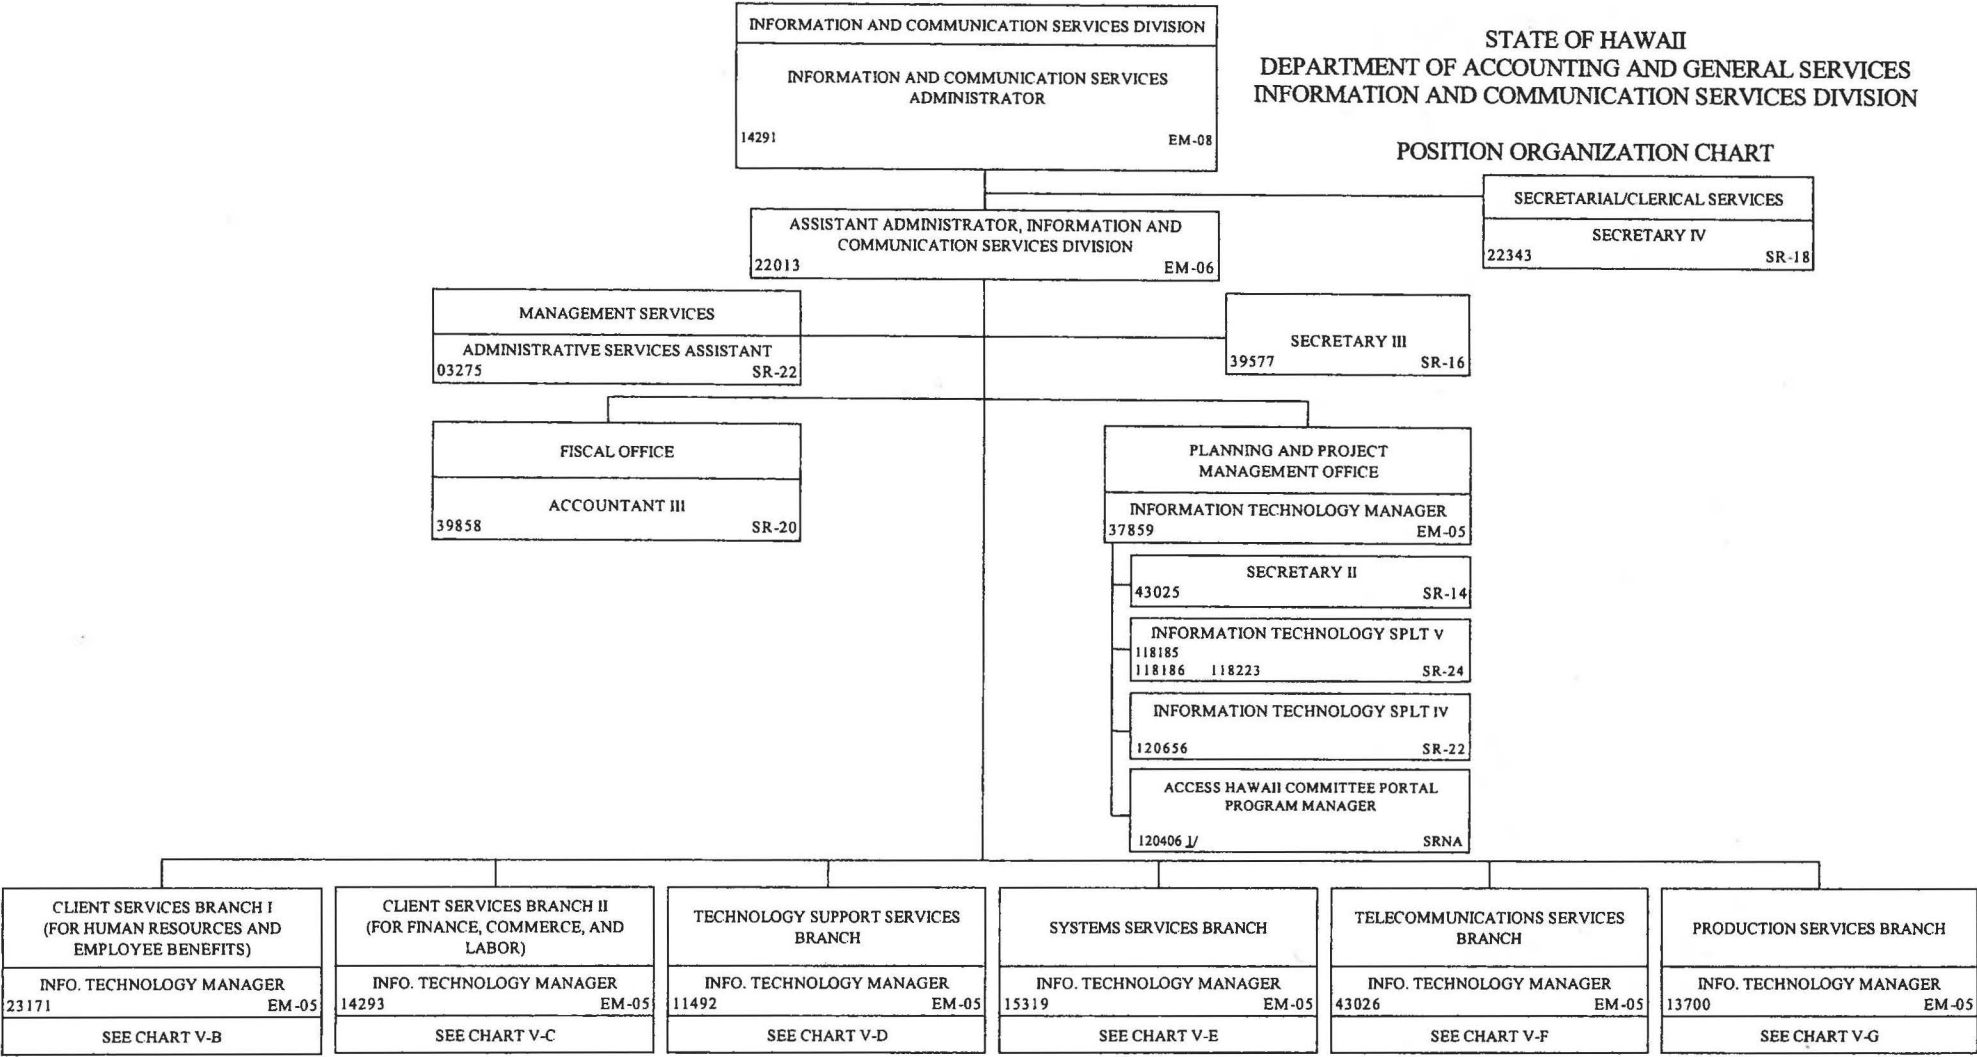 INFORMATION AND COMMUNICATION SERVICES DIVISION
INFORMATION AND COMMUNICATION SERVICES
ADMINISTRATOR
14291 EM-08
STATE OF HAWAII
DEPARTMENT OF ACCOUNTING AND GENERAL SERVICES
INFORMATION AND COMMUNICATION SERVICES DIVISION
POSITION ORGANIZATION CHART
SECRETARIAL/CLERICAL SERVICES
SECRETARY IV
22343 SR-18
ASSISTANT ADMINISTRATOR, INFORMATION AND
COMMUNICATION SERVICES DIVISION
22013 EM-06
MANAGEMENT SERVICES
ADMINISTRATIVE SERVICES ASSISTANT
03275 SR-22
SECRETARY III
39577 SR-16
FISCAL OFFICE
ACCOUNTANT III
39858 SR-20
PLANNING AND PROJECT
MANAGEMENT OFFICE
INFORMATION TECHNOLOGY MANAGER
37859 EM-05
SECRETARY II
43025 SR-14
INFORMATION TECHNOLOGY SPLT V
118185
118186 118223 SR-24
INFORMATION TECHNOLOGY SPLT IV
120656 SR-22
ACCESS HAWAII COMMITTEE PORTAL
PROGRAM MANAGER
120406 1/ SRNA
CLIENT SERVICES BRANCH I
(FOR HUMAN RESOURCES AND
EMPLOYEE BENEFITS)
INFO. TECHNOLOGY MANAGER
23171 EM-05
SEE CHART V-B
CLIENT SERVICES BRANCH II
(FOR FINANCE, COMMERCE, AND
LABOR)
INFO. TECHNOLOGY MANAGER
14293 EM-05
SEE CHART V-C
TECHNOLOGY SUPPORT SERVICES
BRANCH
INFO. TECHNOLOGY MANAGER
11492 EM-05
SEE CHART V-D
SYSTEMS SERVICES BRANCH
INFO. TECHNOLOGY MANAGER
15319 EM-05
SEE CHART V-E
TELECOMMUNICATIONS SERVICES
BRANCH
INFO. TECHNOLOGY MANAGER
43026 EM-05
SEE CHART V-F
PRODUCTION SERVICES BRANCH
INFO. TECHNOLOGY MANAGER
13700 EM-05
SEE CHART V-G